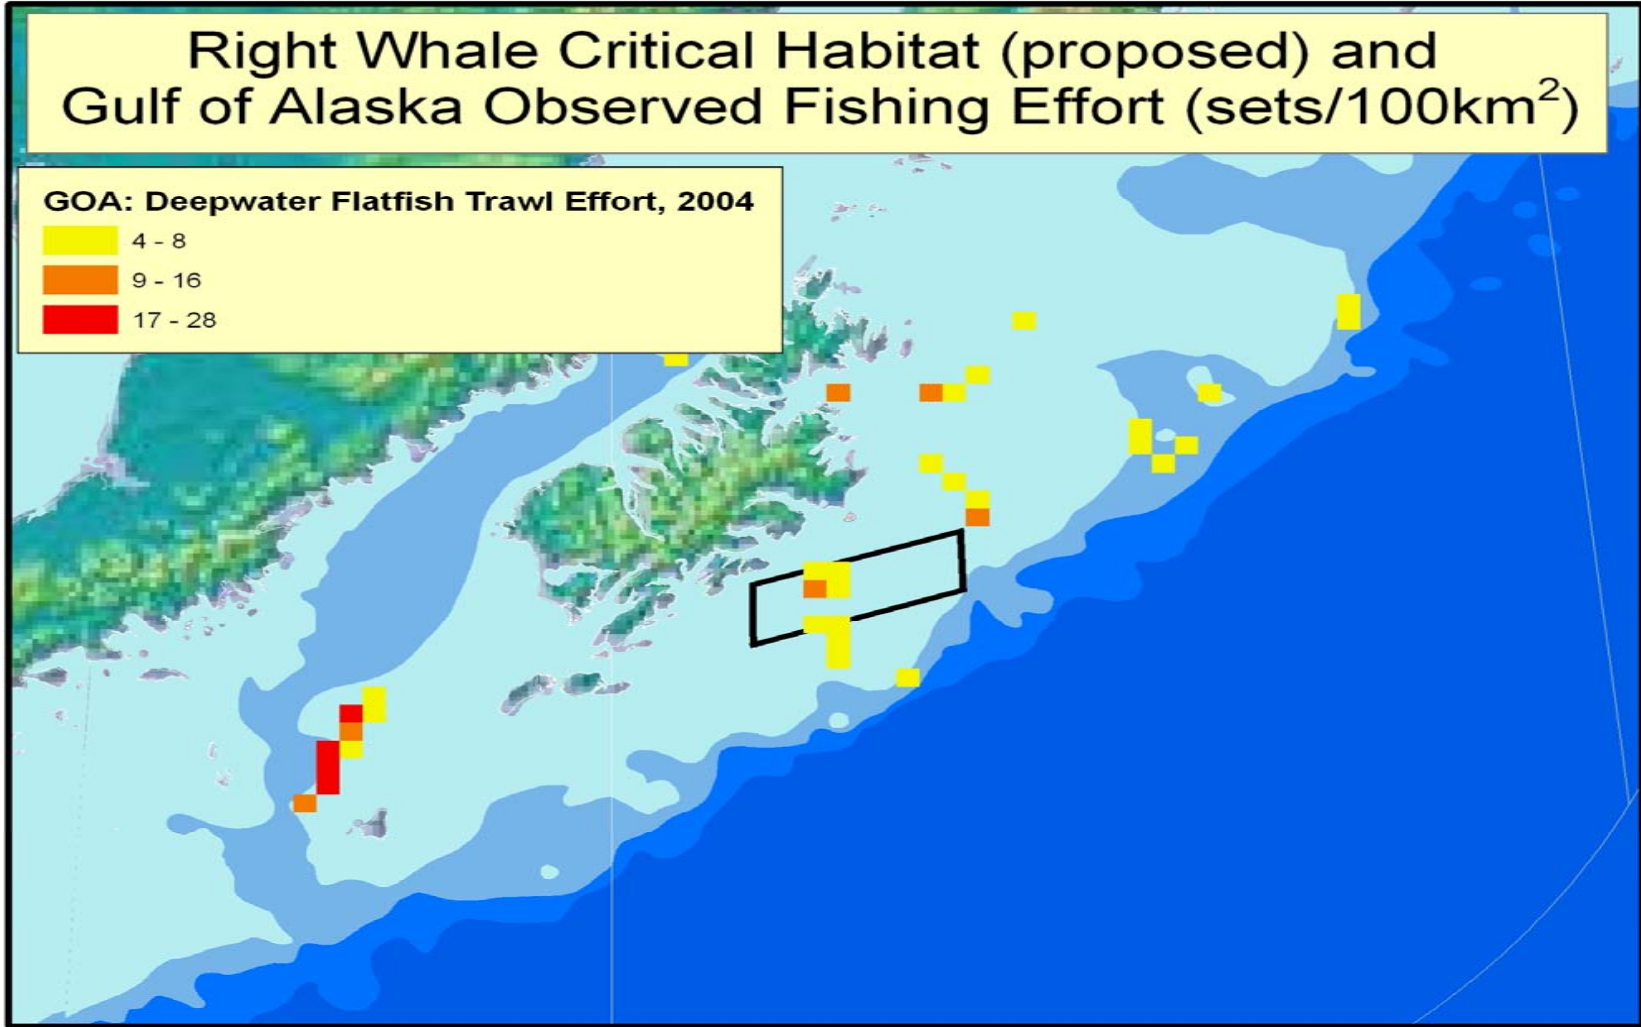 Right Whale Critical Habitat (proposed) and
Gulf of Alaska Observed Fishing Effort (sets/100km²)
GOA: Deepwater Flatfish Trawl Effort, 2004
4 - 8
9 - 16
17 - 28